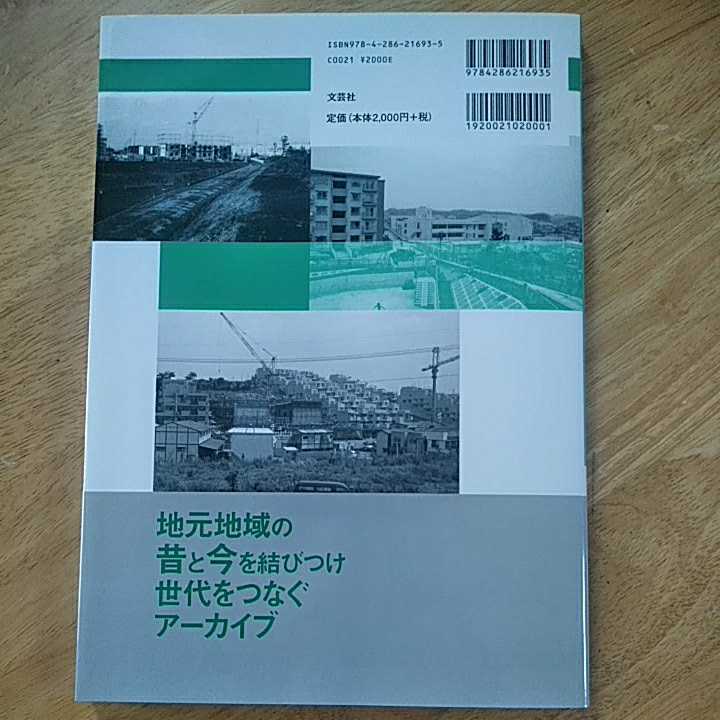 ISBN978-4-286-21693-5
C0021 ¥2000E
文芸社
定価(本体2,000円+税)
9784286216935
1920021020001
地元地域の
昔と今を結びつけ
世代をつなぐ
アーカイブ